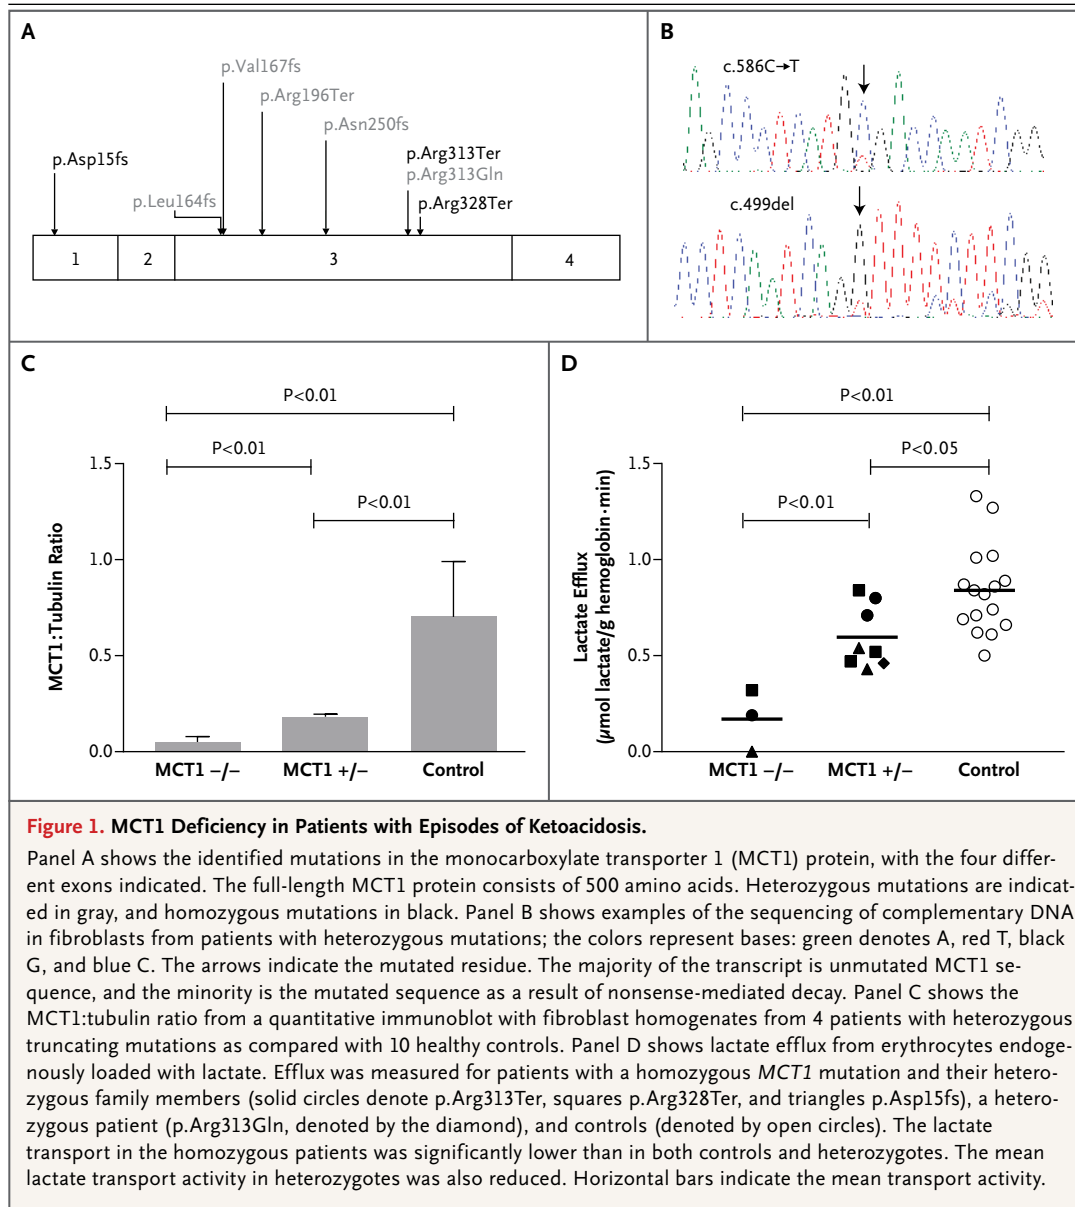 A
p.Val167fs
p.Arg196Ter
p.Asn250fs
p.Asp15fs
p.Arg313Ter
p.Arg313Gln
p.Leu164fs
p.Arg328Ter
1 2 3 4
B
c.586C→T
c.499del
C
P<0.01
P<0.01
P<0.01
MCT1:Tubulin Ratio
1.5
1.0
0.5
0.0
MCT1 –/– MCT1 +/– Control
D
P<0.01
P<0.05
P<0.01
Lactate Efflux
(μmol lactate/g hemoglobin·min)
1.5
1.0
0.5
0.0
MCT1 –/– MCT1 +/– Control
Figure 1. MCT1 Deficiency in Patients with Episodes of Ketoacidosis.
Panel A shows the identified mutations in the monocarboxylate transporter 1 (MCT1) protein, with the four differ-
ent exons indicated. The full-length MCT1 protein consists of 500 amino acids. Heterozygous mutations are indicat-
ed in gray, and homozygous mutations in black. Panel B shows examples of the sequencing of complementary DNA
in fibroblasts from patients with heterozygous mutations; the colors represent bases: green denotes A, red T, black
G, and blue C. The arrows indicate the mutated residue. The majority of the transcript is unmutated MCT1 se-
quence, and the minority is the mutated sequence as a result of nonsense-mediated decay. Panel C shows the
MCT1:tubulin ratio from a quantitative immunoblot with fibroblast homogenates from 4 patients with heterozygous
truncating mutations as compared with 10 healthy controls. Panel D shows lactate efflux from erythrocytes endoge-
nously loaded with lactate. Efflux was measured for patients with a homozygous MCT1 mutation and their hetero-
zygous family members (solid circles denote p.Arg313Ter, squares p.Arg328Ter, and triangles p.Asp15fs), a hetero-
zygous patient (p.Arg313Gln, denoted by the diamond), and controls (denoted by open circles). The lactate
transport in the homozygous patients was significantly lower than in both controls and heterozygotes. The mean
lactate transport activity in heterozygotes was also reduced. Horizontal bars indicate the mean transport activity.